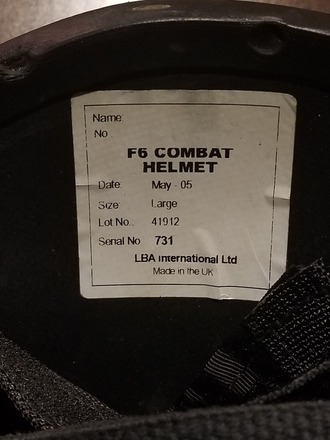 Name:
No
F6 COMBAT
HELMET
Date: May - 05
Size: Large
Lot No.: 41912
Serial No 731
LBA International Ltd
Made in the UK